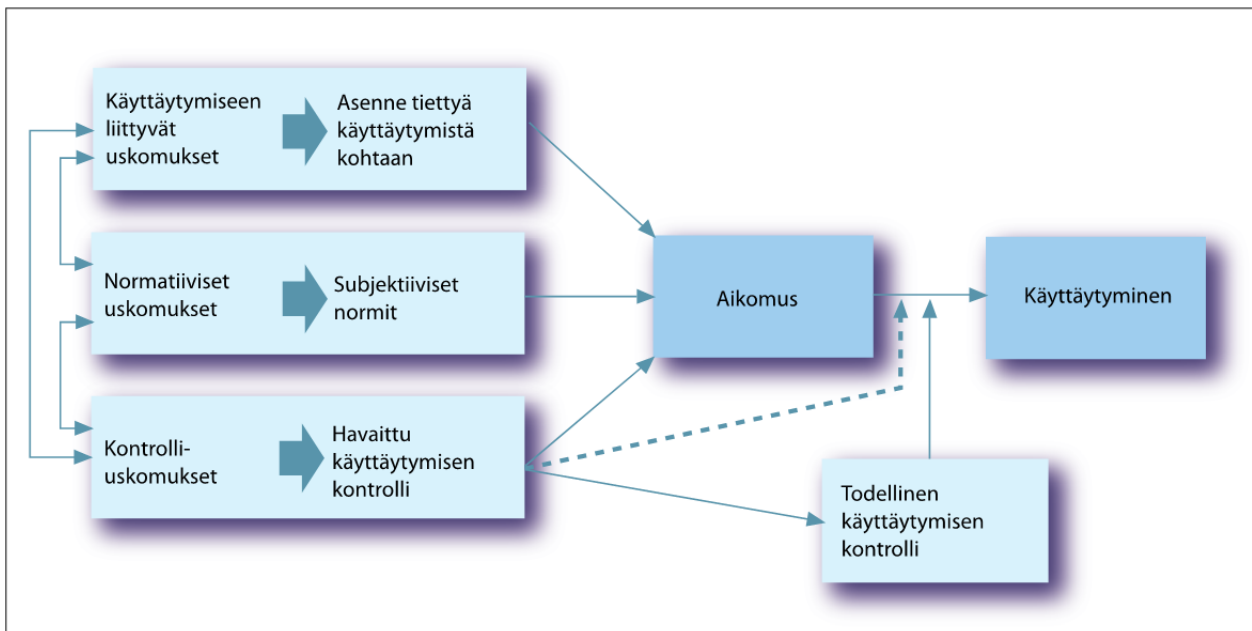 Käyttäytymiseen
liittyvät
uskomukset
Asenne tiettyä
käyttäytymistä
kohtaan
Normatiiviset
uskomukset
Subjektiiviset
normit
Kontrolli-
uskomukset
Havaittu
käyttäytymisen
kontrolli
Aikomus
Käyttäytyminen
Todellinen
käyttäytymisen
kontrolli